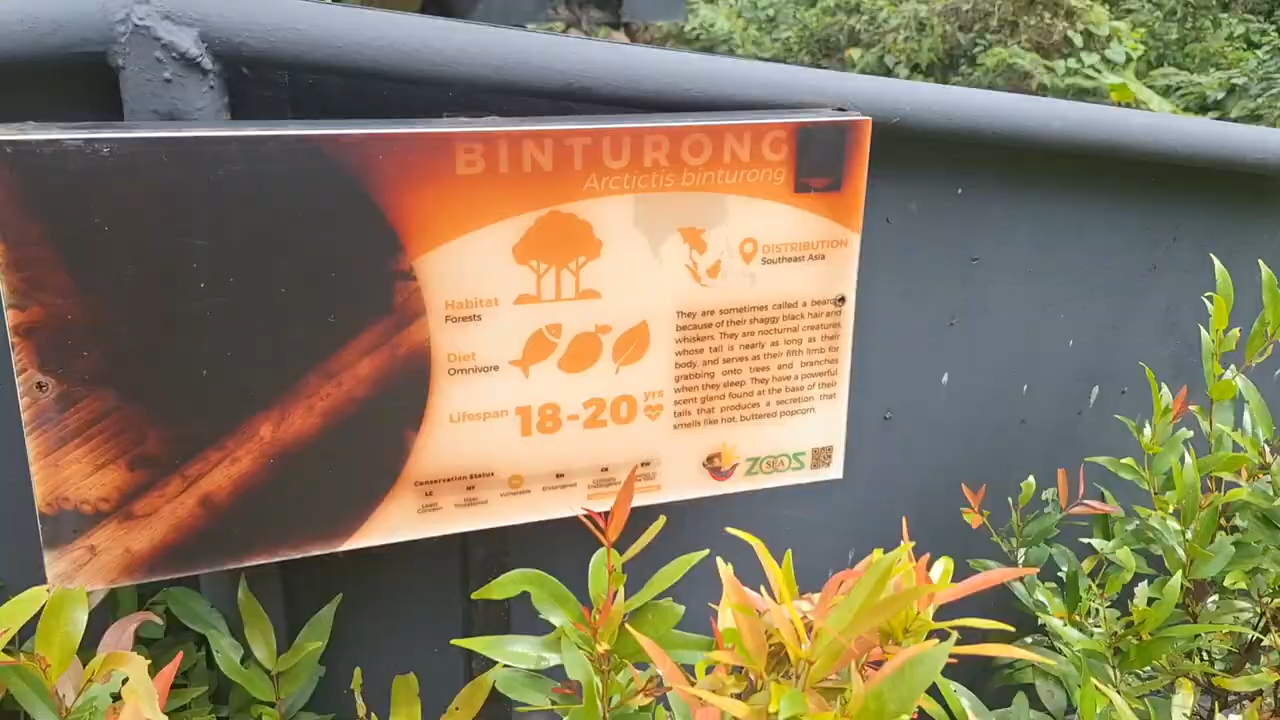 BINTURONG
Arctictis binturong
DISTRIBUTION
Southeast Asia
Habitat
Forests
Diet
Omnivore
Lifespan 18-20 yrs
They are sometimes called a bearcat
because of their shaggy black hair and
whiskers. They are nocturnal creatures
whose tail is nearly as long as their
body, and serves as their fifth limb for
grabbing onto trees and branches
when they sleep. They have a powerful
scent gland found at the base of their
tails that produces a secretion that
smells like hot, buttered popcorn.
Conservation Status
LC
Least
Concern
NT
Near
Threatened
Vulnerable
EN
Endangered
CR
Critically
Endangered
EW
ZOOS
SEA